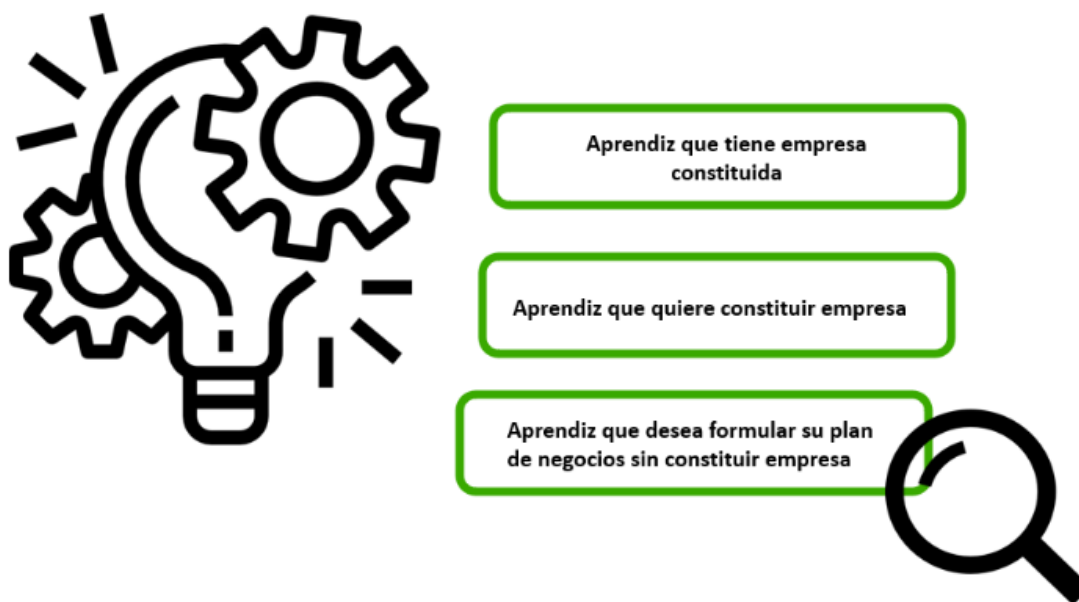 Aprendiz que tiene empresa
constituida
Aprendiz que quiere constituir empresa
Aprendiz que desea formular su plan
de negocios sin constituir empresa